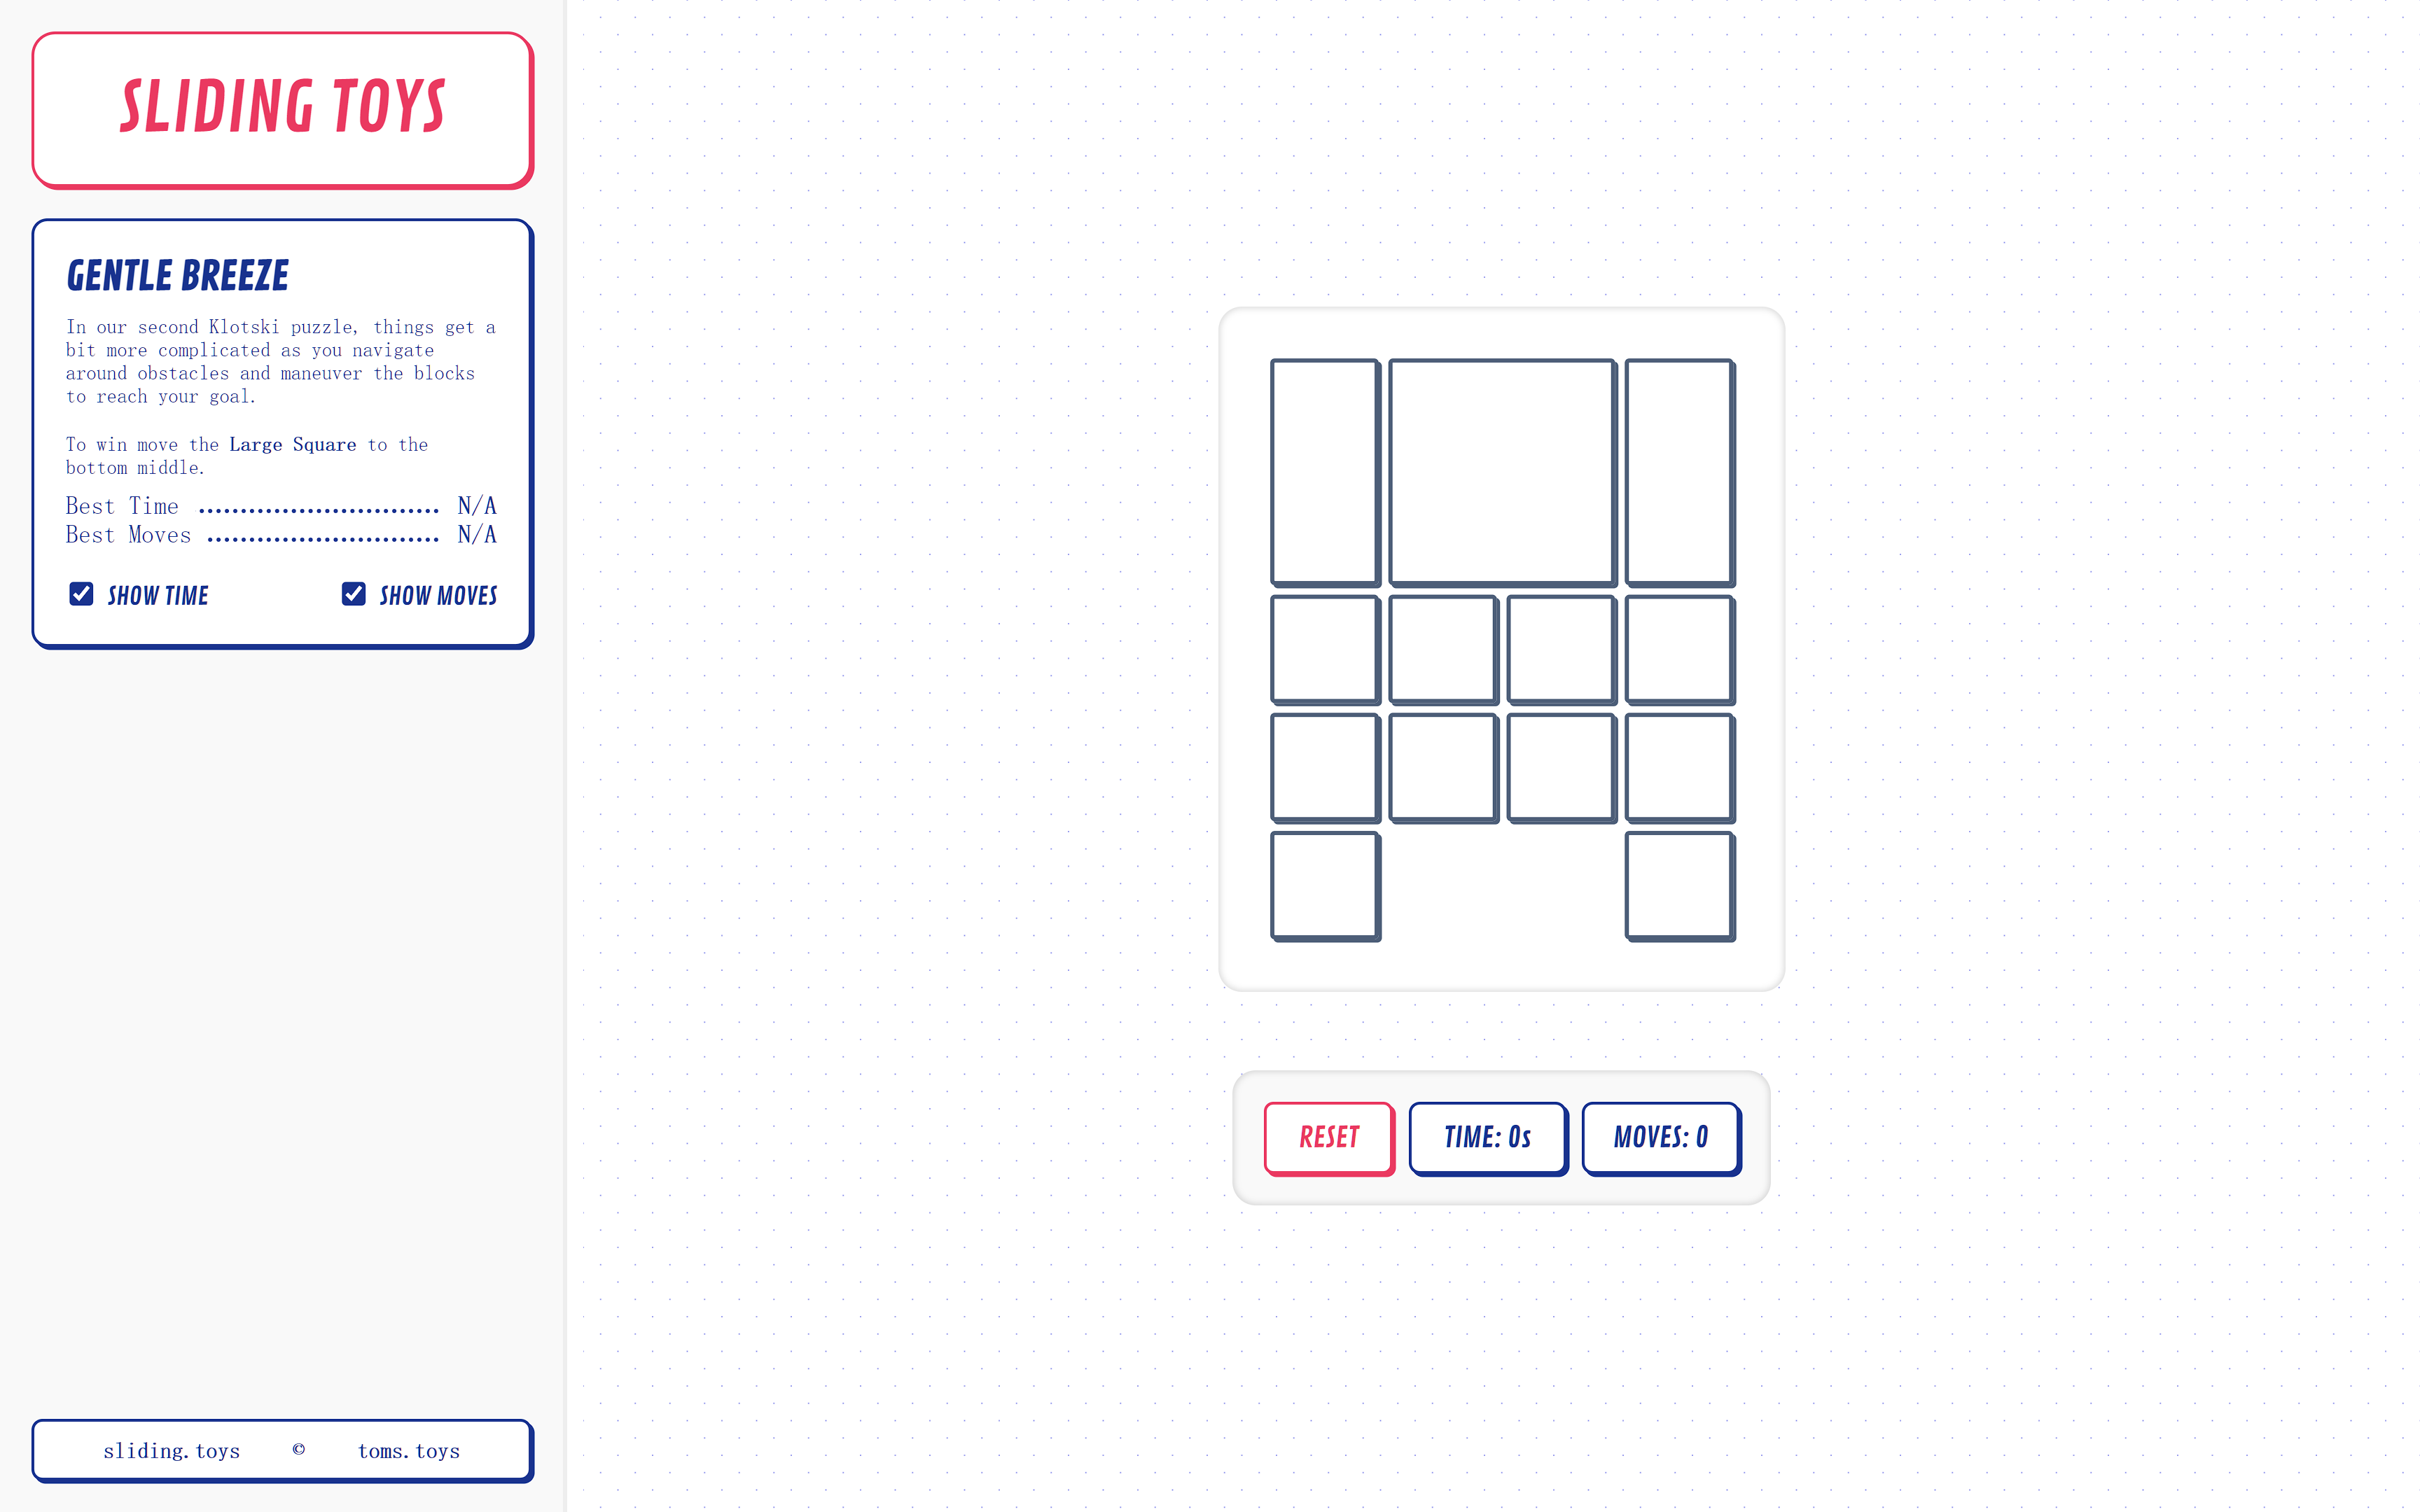 SLIDING TOYS
GENTLE BREEZE
In our second Klotski puzzle, things get a
bit more complicated as you navigate
around obstacles and maneuver the blocks
to reach your goal.
To win move the Large Square to the
bottom middle.
Best Time ............................. N/A
Best Moves ............................ N/A
SHOW TIME SHOW MOVES
RESET TIME: 0s MOVES: 0
sliding.toys © toms.toys